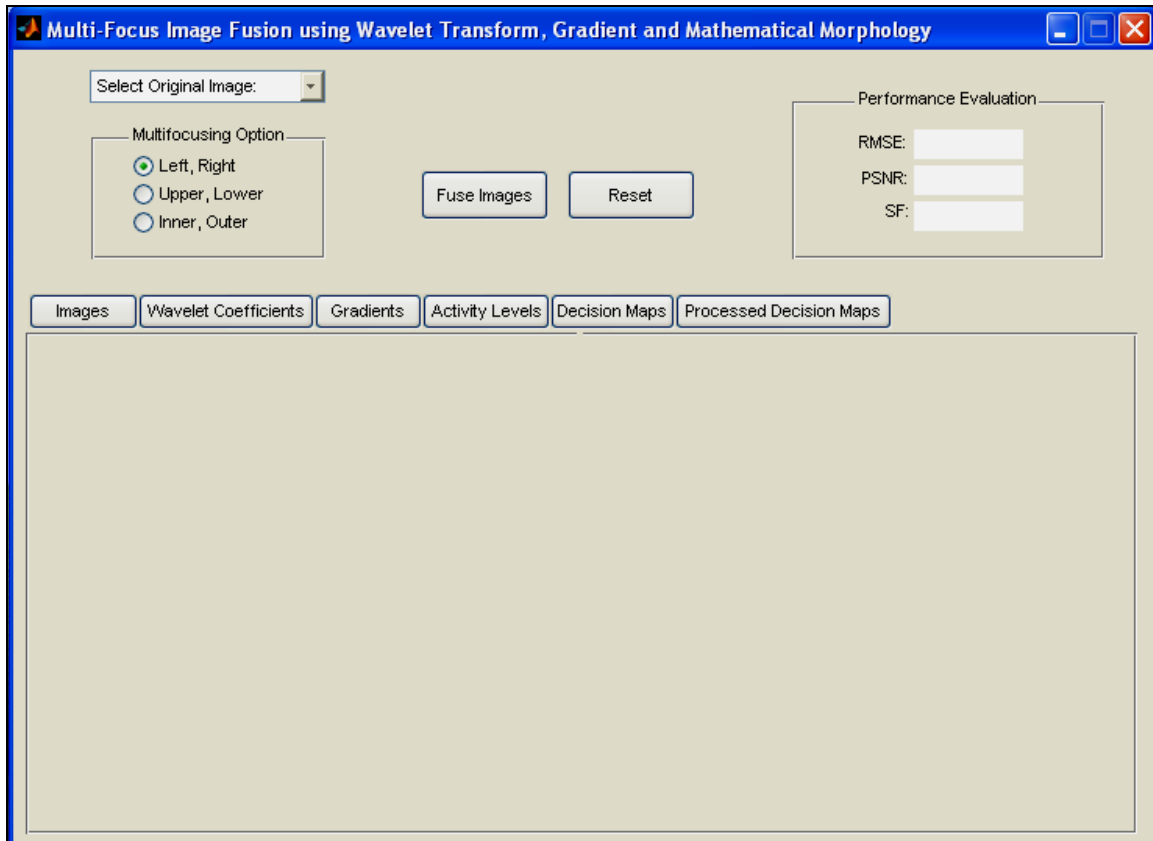 Multi-Focus Image Fusion using Wavelet Transform, Gradient and Mathematical Morphology
Select Original Image:
Multifocusing Option
Left, Right
Upper, Lower
Inner, Outer
Fuse Images
Reset
Performance Evaluation
RMSE:
PSNR:
SF:
Images
Wavelet Coefficients
Gradients
Activity Levels
Decision Maps
Processed Decision Maps